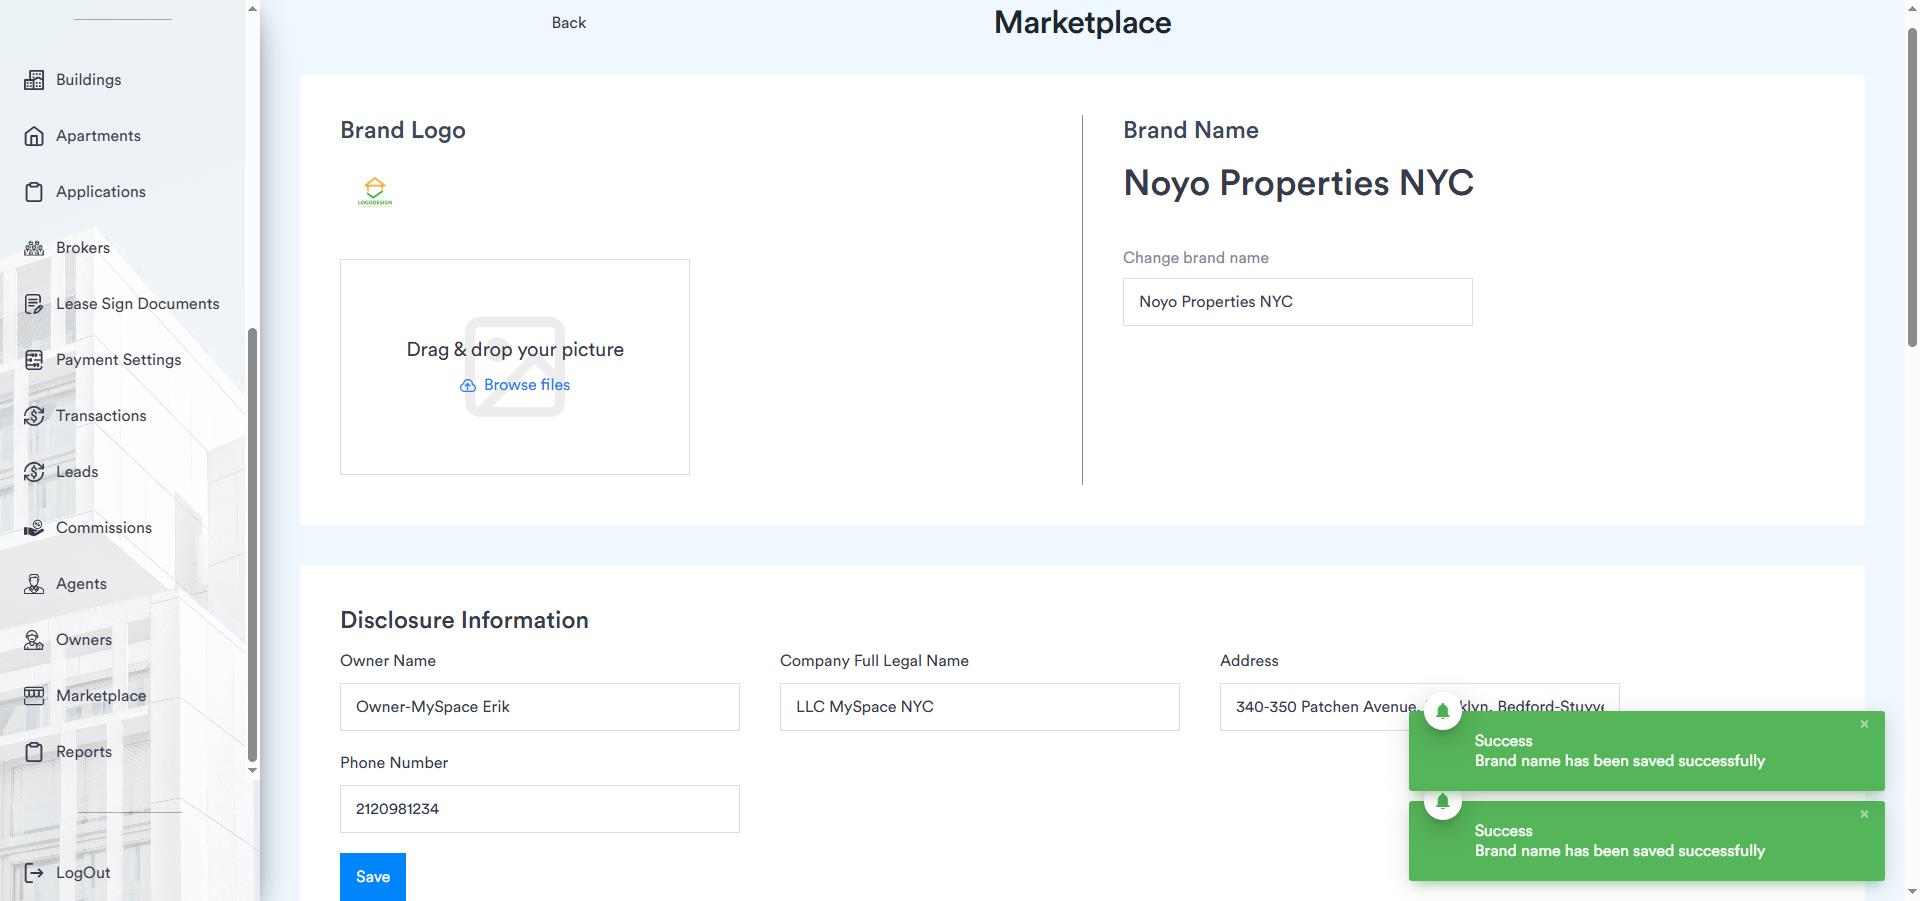 Back
Marketplace
Buildings
Apartments
Applications
Brokers
Lease Sign Documents
Payment Settings
Transactions
Leads
Commissions
Agents
Owners
Marketplace
Reports
LogOut
Brand Logo
LOGODESIGN
Drag & drop your picture
Browse files
Brand Name
Noyo Properties NYC
Change brand name
Noyo Properties NYC
Disclosure Information
Owner Name
Owner-MySpace Erik
Company Full Legal Name
LLC MySpace NYC
Address
340-350 Patchen Avenue, klyn, Bedford-Stuyve
Phone Number
2120981234
Save
Success
Brand name has been saved successfully
Success
Brand name has been saved successfully